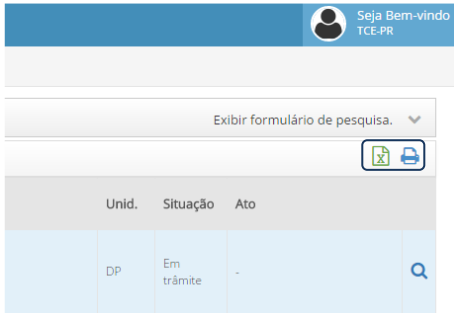 Seja Bem-vindo
TCE-PR
Exibir formulário de pesquisa.
Unid. Situação Ato
DP Em trâmite -